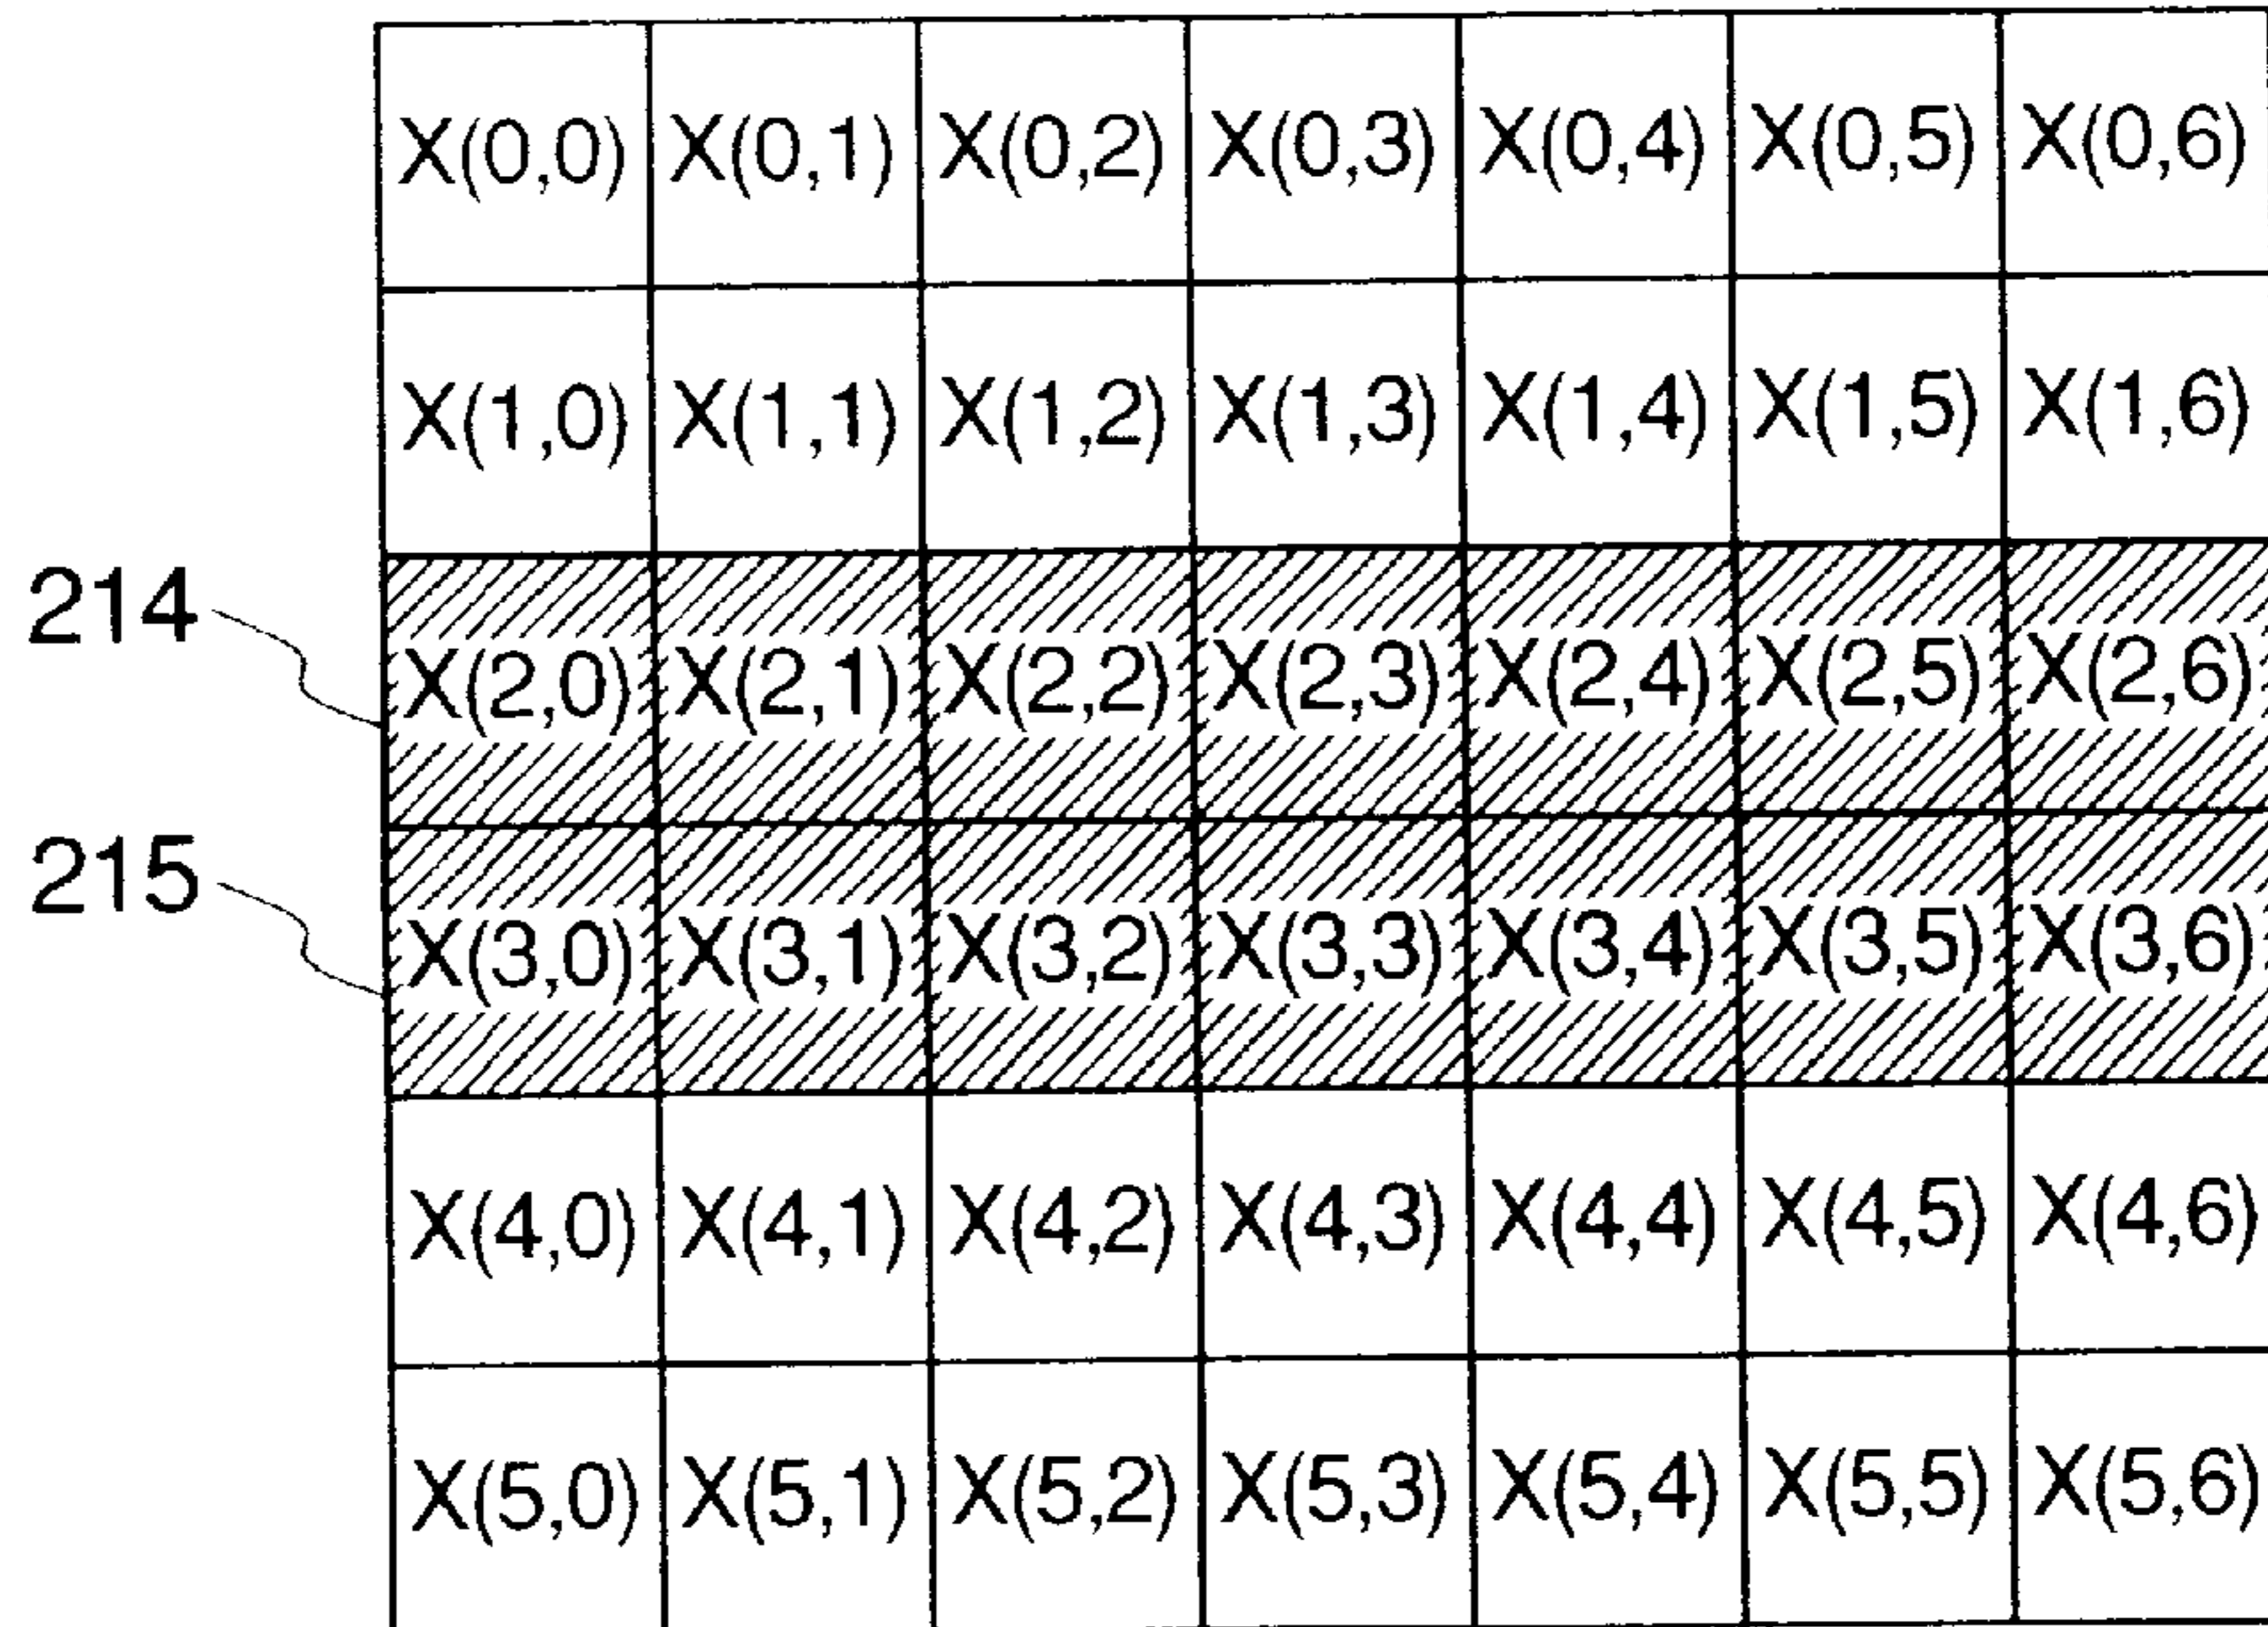 X(0,0) X(0,1) X(0,2) X(0,3) X(0,4) X(0,5) X(0,6)
X(1,0) X(1,1) X(1,2) X(1,3) X(1,4) X(1,5) X(1,6)
214 X(2,0) X(2,1) X(2,2) X(2,3) X(2,4) X(2,5) X(2,6)
215 X(3,0) X(3,1) X(3,2) X(3,3) X(3,4) X(3,5) X(3,6)
X(4,0) X(4,1) X(4,2) X(4,3) X(4,4) X(4,5) X(4,6)
X(5,0) X(5,1) X(5,2) X(5,3) X(5,4) X(5,5) X(5,6)